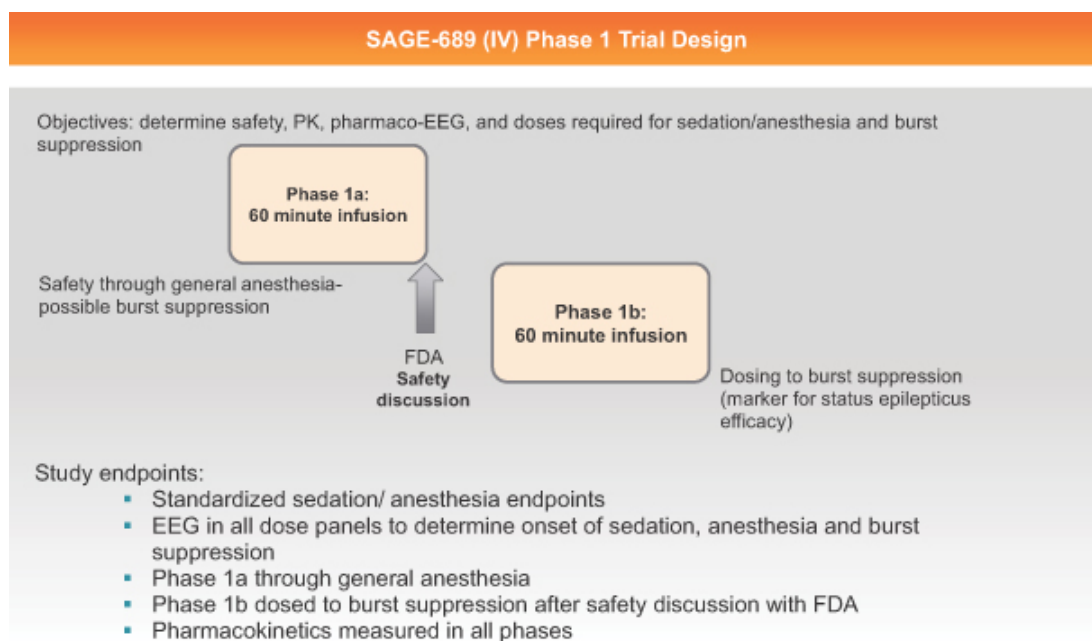 SAGE-689 (IV) Phase 1 Trial Design
Objectives: determine safety, PK, pharmaco-EEG, and doses required for sedation/anesthesia and burst
suppression
Phase 1a:
60 minute infusion
Safety through general anesthesia-
possible burst suppression
FDA
Safety
discussion
Phase 1b:
60 minute infusion
Dosing to burst suppression
(marker for status epilepticus
efficacy)
Study endpoints:
▪ Standardized sedation/ anesthesia endpoints
▪ EEG in all dose panels to determine onset of sedation, anesthesia and burst
suppression
▪ Phase 1a through general anesthesia
▪ Phase 1b dosed to burst suppression after safety discussion with FDA
▪ Pharmacokinetics measured in all phases